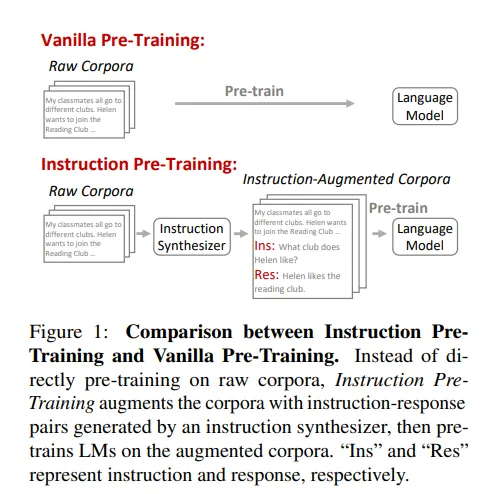 Vanilla Pre-Training:
Raw Corpora
My classmates all go to
different clubs. Helen
wants to join the
Reading Club ...
Pre-train
Language
Model
Instruction Pre-Training:
Raw Corpora
My classmates all go to
different clubs. Helen
wants to join the
Reading Club ...
Instruction
Synthesizer
Instruction-Augmented Corpora
My classmates all go to
different clubs. Helen wants
to join the Reading Club ...
Ins: What club does
Helen like?
Res: Helen likes the
reading club.
Pre-train
Language
Model
Figure 1: Comparison between Instruction Pre-
Training and Vanilla Pre-Training. Instead of di-
rectly pre-training on raw corpora, Instruction Pre-
Training augments the corpora with instruction-response
pairs generated by an instruction synthesizer, then pre-
trains LMs on the augmented corpora. “Ins” and “Res”
represent instruction and response, respectively.